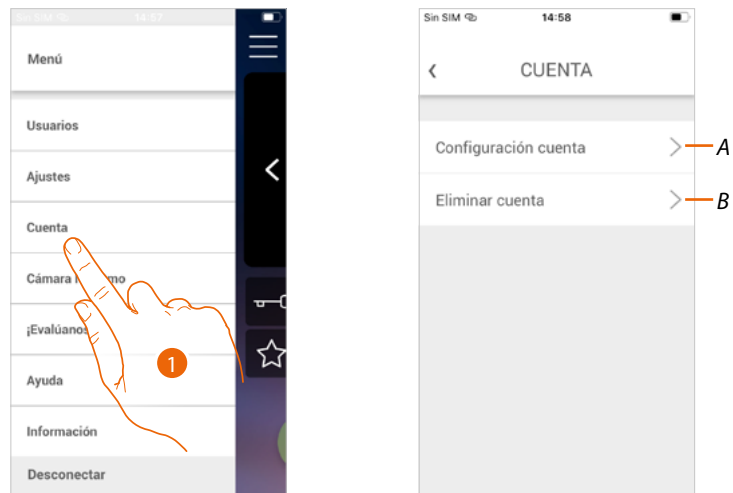 Sin SIM 14:57
Menú
Usuarios
Ajustes
Cuenta
Cámara
mo
¡Evalúanos
Ayuda
Información
Desconectar
1
Sin SIM 14:58
CUENTA
Configuración cuenta
A
Eliminar cuenta
B